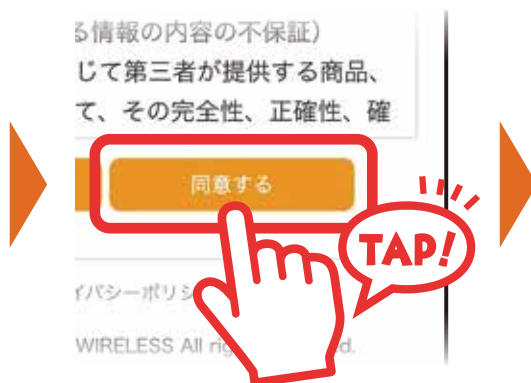 る情報の内容の不保証)
じて第三者が提供する商品、
て、その完全性、正確性、確
同意する
TAP!
イバシーポリシ
WIRELESS All rig d.